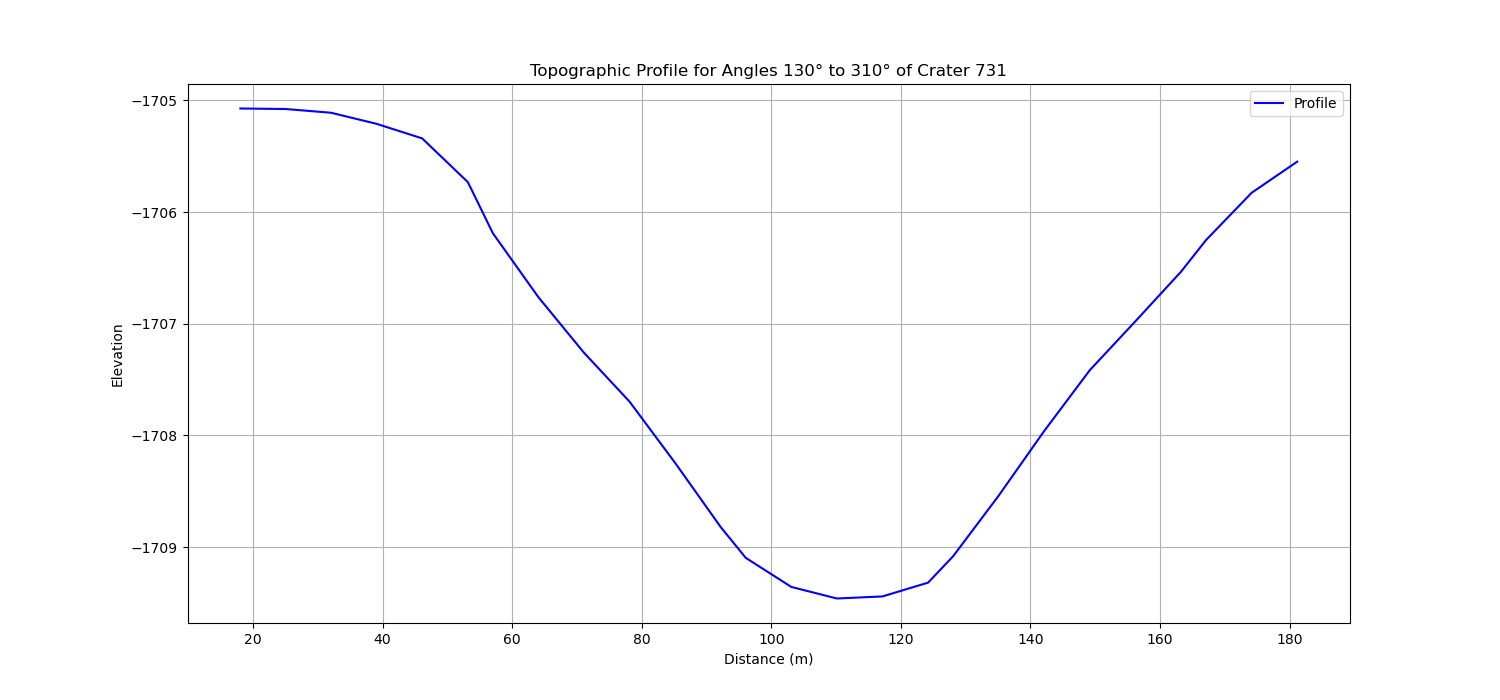 Topographic Profile for Angles 130° to 310° of Crater 731
Profile
−1705
−1706
−1707
−1708
−1709
Elevation
20 40 60 80 100 120 140 160 180
Distance (m)